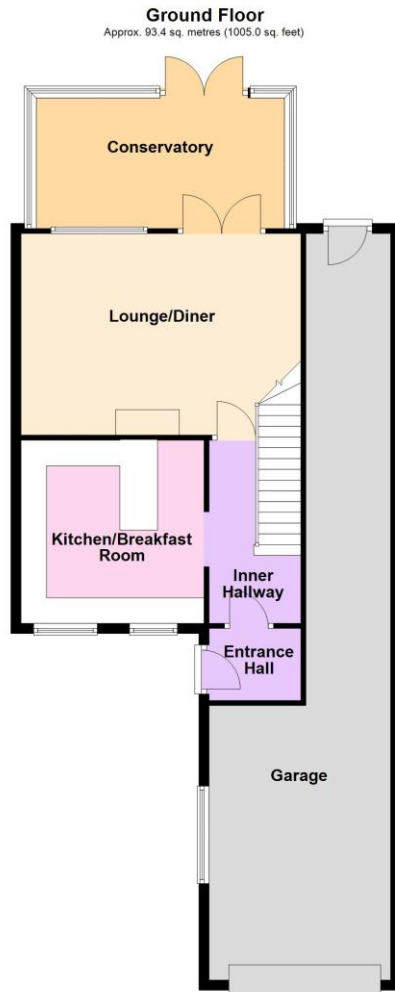 Ground Floor
Approx. 93.4 sq. metres (1005.0 sq. feet)
Conservatory
Lounge/Diner
Kitchen/Breakfast
Room
Inner
Hallway
Entrance
Hall
Garage